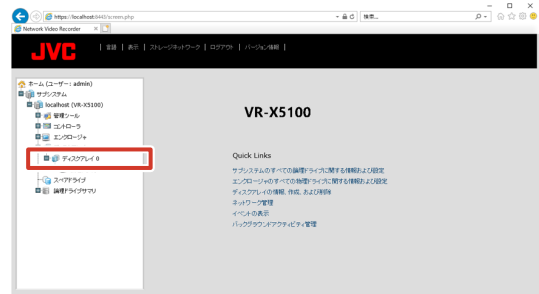 https://localhost:8443/screen.php
検索...
Network Video Recorder
JVC
| 言語 | 表示 | ストレージネットワーク | ログアウト | バージョン情報 |
ホーム (ユーザー: admin)
サブシステム
localhost (VR-X5100)
管理ツール
コントローラ
エンクロージャ
ディスクアレイ 0
スペアドライブ
論理ドライブサマリ
VR-X5100
Quick Links
サブシステムのすべての論理ドライブに関する情報および設定
エンクロージャのすべての物理ドライブに関する情報および設定
ディスクアレイの情報、作成、および削除
ネットワーク管理
イベントの表示
バックグラウンドアクティビティ管理